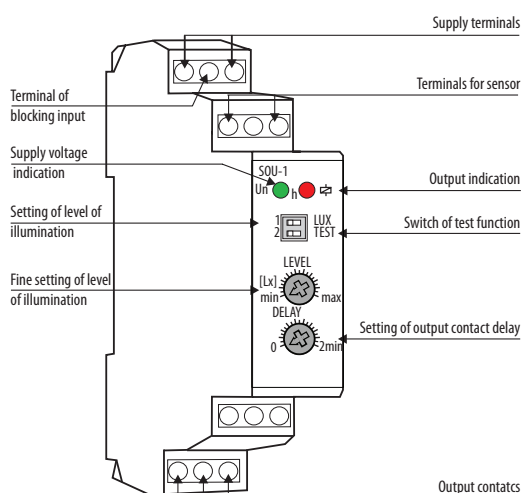 Supply terminals
Terminals for sensor
Terminal of
blocking input
Supply voltage
indication
SOU-1
Un h
Output indication
Setting of level of
illumination
1 LUX
2 TEST
Switch of test function
LEVEL
Fine setting of level
of illumination
[Lx]
min max
DELAY
0 2min
Setting of output contact delay
Output contatcs